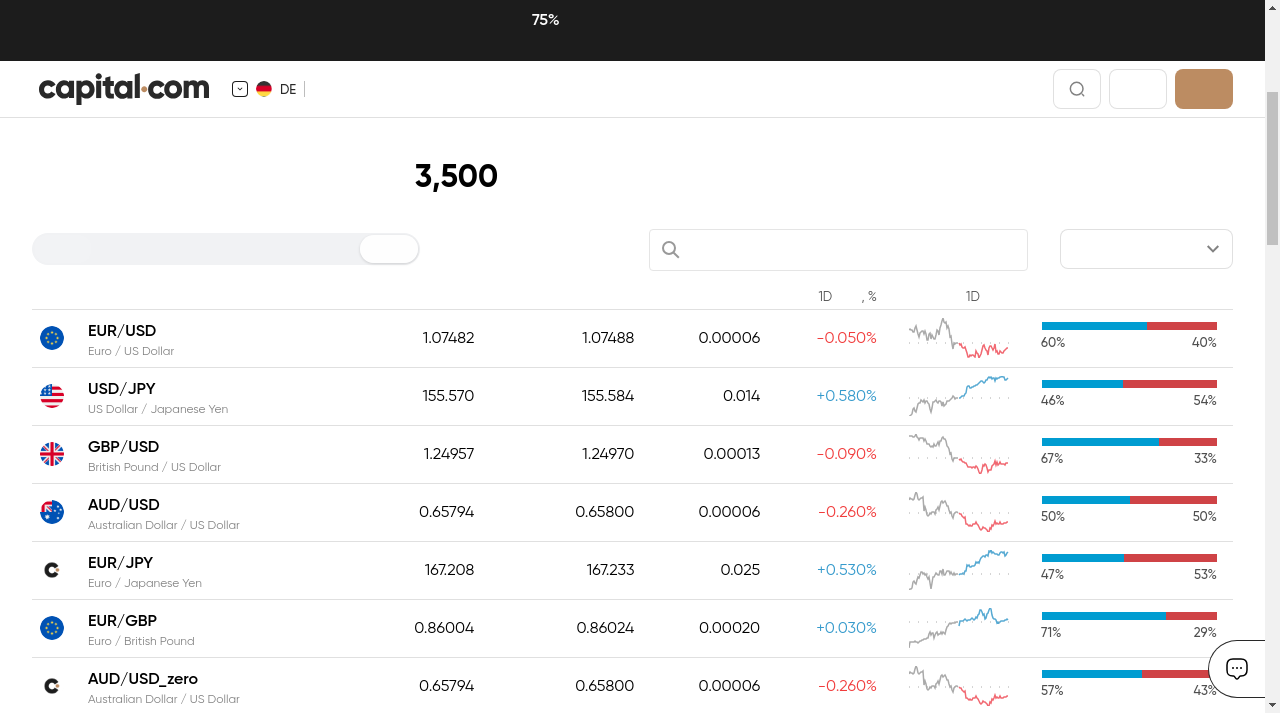 75%
capital.com DE
3,500
1D , % 1D
EUR/USD 1.07482 1.07488 0.00006 -0.050%
Euro / US Dollar 60% 40%
USD/JPY 155.570 155.584 0.014 +0.580%
US Dollar / Japanese Yen 46% 54%
GBP/USD 1.24957 1.24970 0.00013 -0.090%
British Pound / US Dollar 67% 33%
AUD/USD 0.65794 0.65800 0.00006 -0.260%
Australian Dollar / US Dollar 50% 50%
EUR/JPY 167.208 167.233 0.025 +0.530%
Euro / Japanese Yen 47% 53%
EUR/GBP 0.86004 0.86024 0.00020 +0.030%
Euro / British Pound 71% 29%
AUD/USD_zero 0.65794 0.65800 0.00006 -0.260%
Australian Dollar / US Dollar 57% 43%